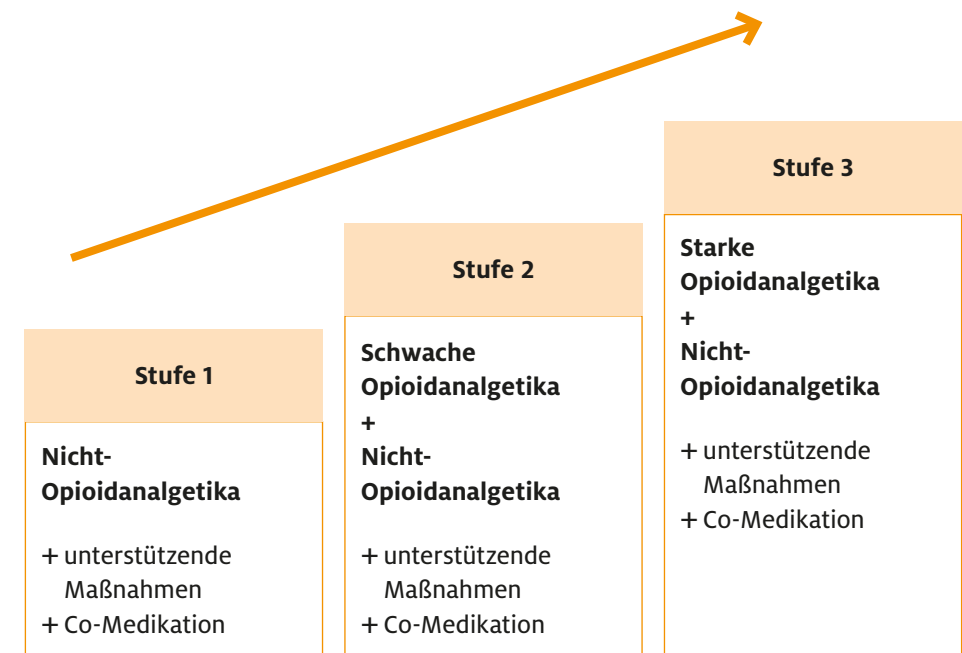 Stufe 1
Nicht-
Opioidanalgetika
+ unterstützende
Maßnahmen
+ Co-Medikation
Stufe 2
Schwache
Opioidanalgetika
+
Nicht-
Opioidanalgetika
+ unterstützende
Maßnahmen
+ Co-Medikation
Stufe 3
Starke
Opioidanalgetika
+
Nicht-
Opioidanalgetika
+ unterstützende
Maßnahmen
+ Co-Medikation